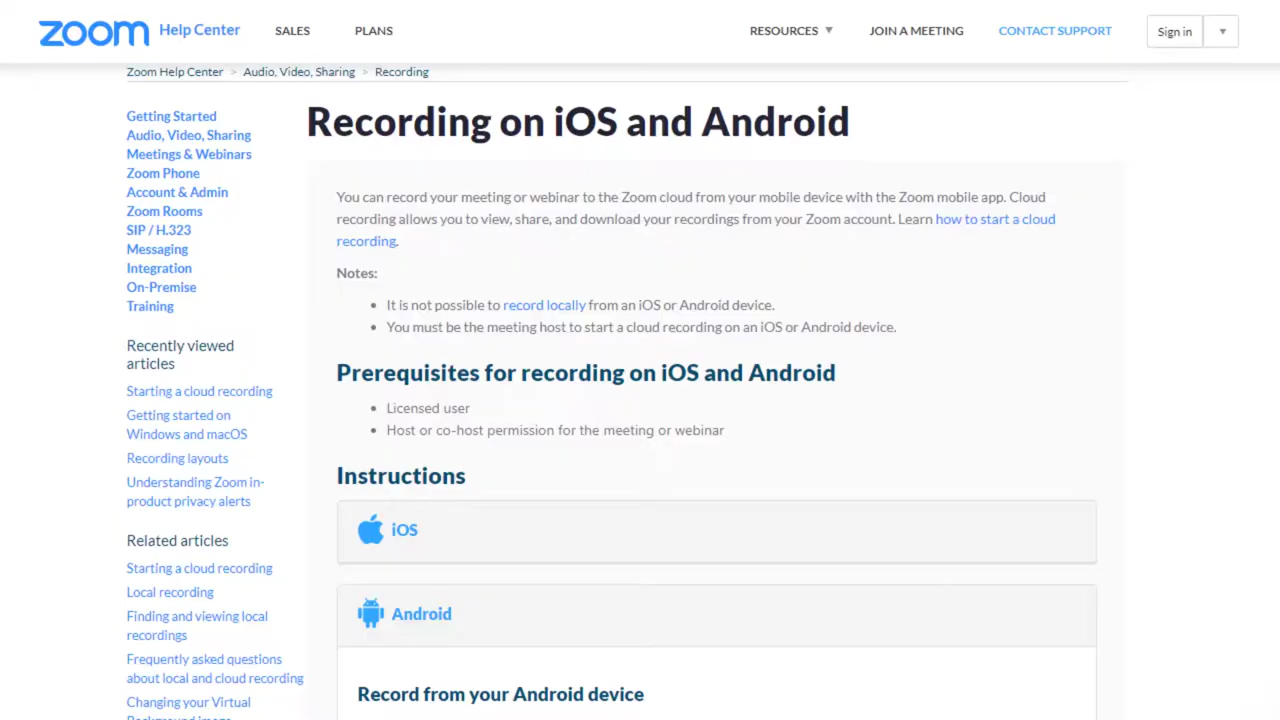 zoom Help Center SALES PLANS RESOURCES ▼ JOIN A MEETING CONTACT SUPPORT Sign in ▼
Zoom Help Center > Audio, Video, Sharing > Recording
Getting Started
Audio, Video, Sharing
Meetings & Webinars
Zoom Phone
Account & Admin
Zoom Rooms
SIP / H.323
Messaging
Integration
On-Premise
Training
Recently viewed
articles
Starting a cloud recording
Getting started on
Windows and macOS
Recording layouts
Understanding Zoom in-
product privacy alerts
Related articles
Starting a cloud recording
Local recording
Finding and viewing local
recordings
Frequently asked questions
about local and cloud recording
Changing your Virtual
Background image
Recording on iOS and Android
You can record your meeting or webinar to the Zoom cloud from your mobile device with the Zoom mobile app. Cloud
recording allows you to view, share, and download your recordings from your Zoom account. Learn how to start a cloud
recording.
Notes:
• It is not possible to record locally from an iOS or Android device.
• You must be the meeting host to start a cloud recording on an iOS or Android device.
Prerequisites for recording on iOS and Android
• Licensed user
• Host or co-host permission for the meeting or webinar
Instructions
iOS
Android
Record from your Android device